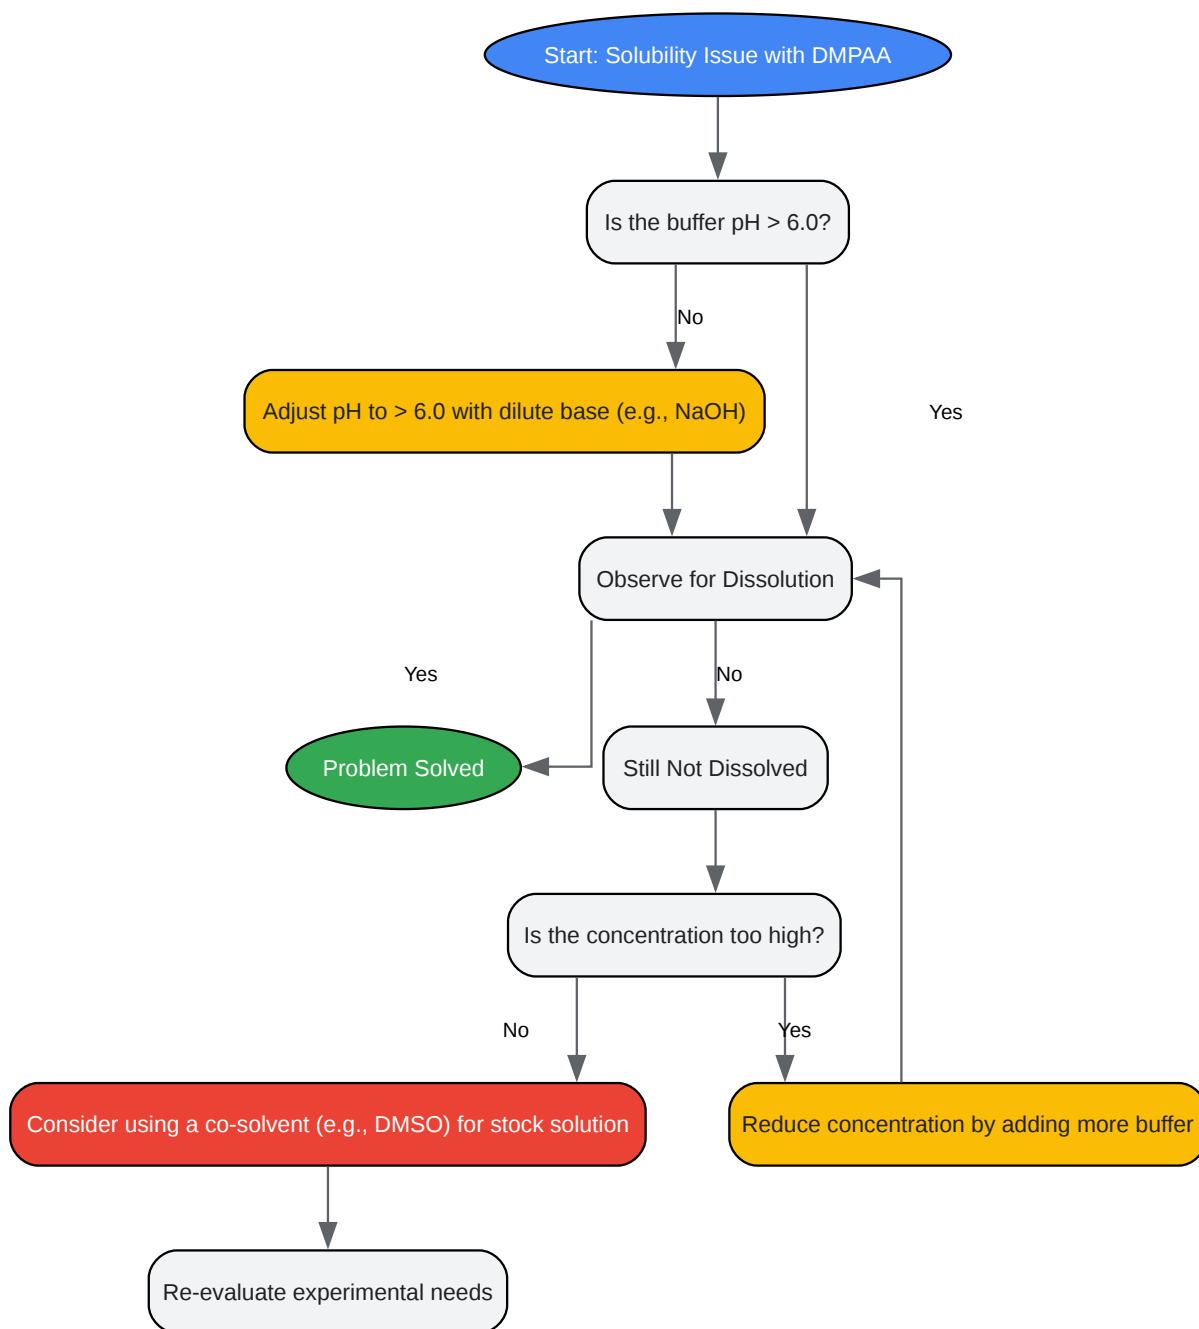 Start: Solubility Issue with DMPAA
Is the buffer pH > 6.0?
No
Adjust pH to > 6.0 with dilute base (e.g., NaOH)
Yes
Observe for Dissolution
Yes
No
Problem Solved
Still Not Dissolved
Is the concentration too high?
No
Yes
Consider using a co-solvent (e.g., DMSO) for stock solution
Reduce concentration by adding more buffer
Re-evaluate experimental needs